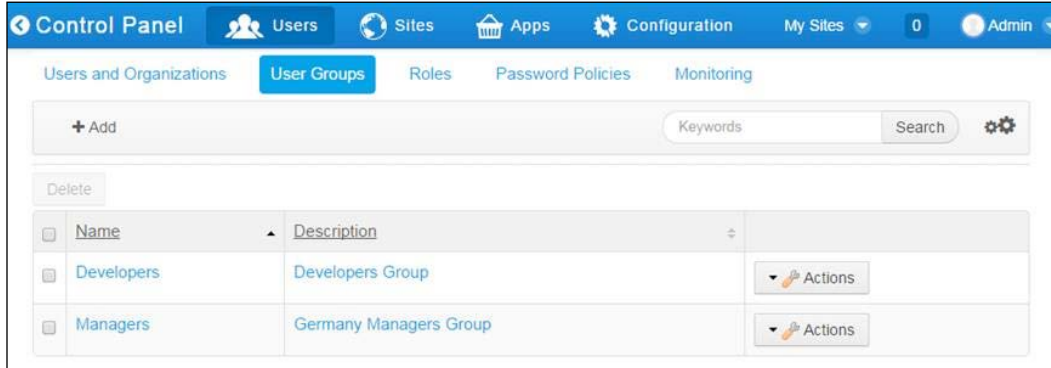 Control Panel Users Sites Apps Configuration My Sites 0 Admin
Users and Organizations User Groups Roles Password Policies Monitoring
+ Add Keywords Search
Delete
Name Description
Developers Developers Group Actions
Managers Germany Managers Group Actions